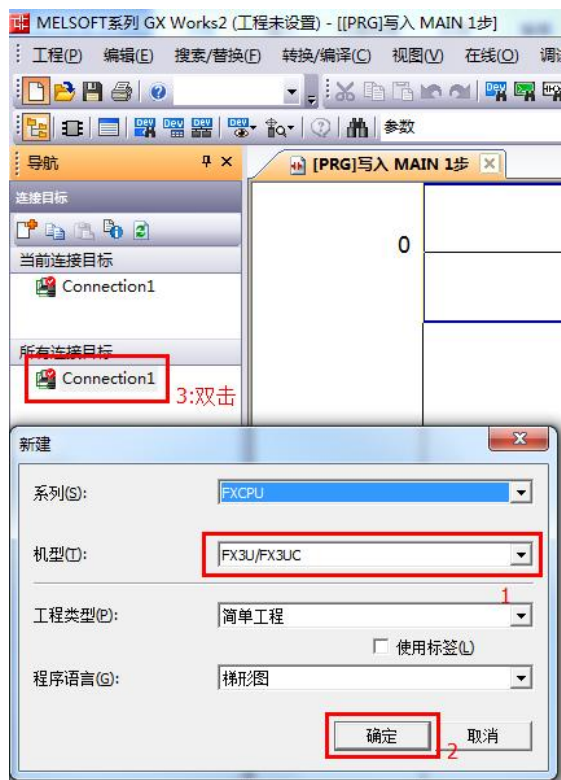 MELSOFT系列 GX Works2 (工程未设置) - [[PRG]写入 MAIN 1步]
工程(P) 编辑(E) 搜索/替换(F) 转换/编译(C) 视图(V) 在线(O) 调
参数
导航
[PRG]写入 MAIN 1步
连接目标
0
当前连接目标
Connection1
所有连接目标
Connection1
3:双击
新建
系列(S): FXCPU
机型(T): FX3U/FX3UC
1
工程类型(P): 简单工程
使用标签(L)
程序语言(G): 梯形图
确定 取消
2